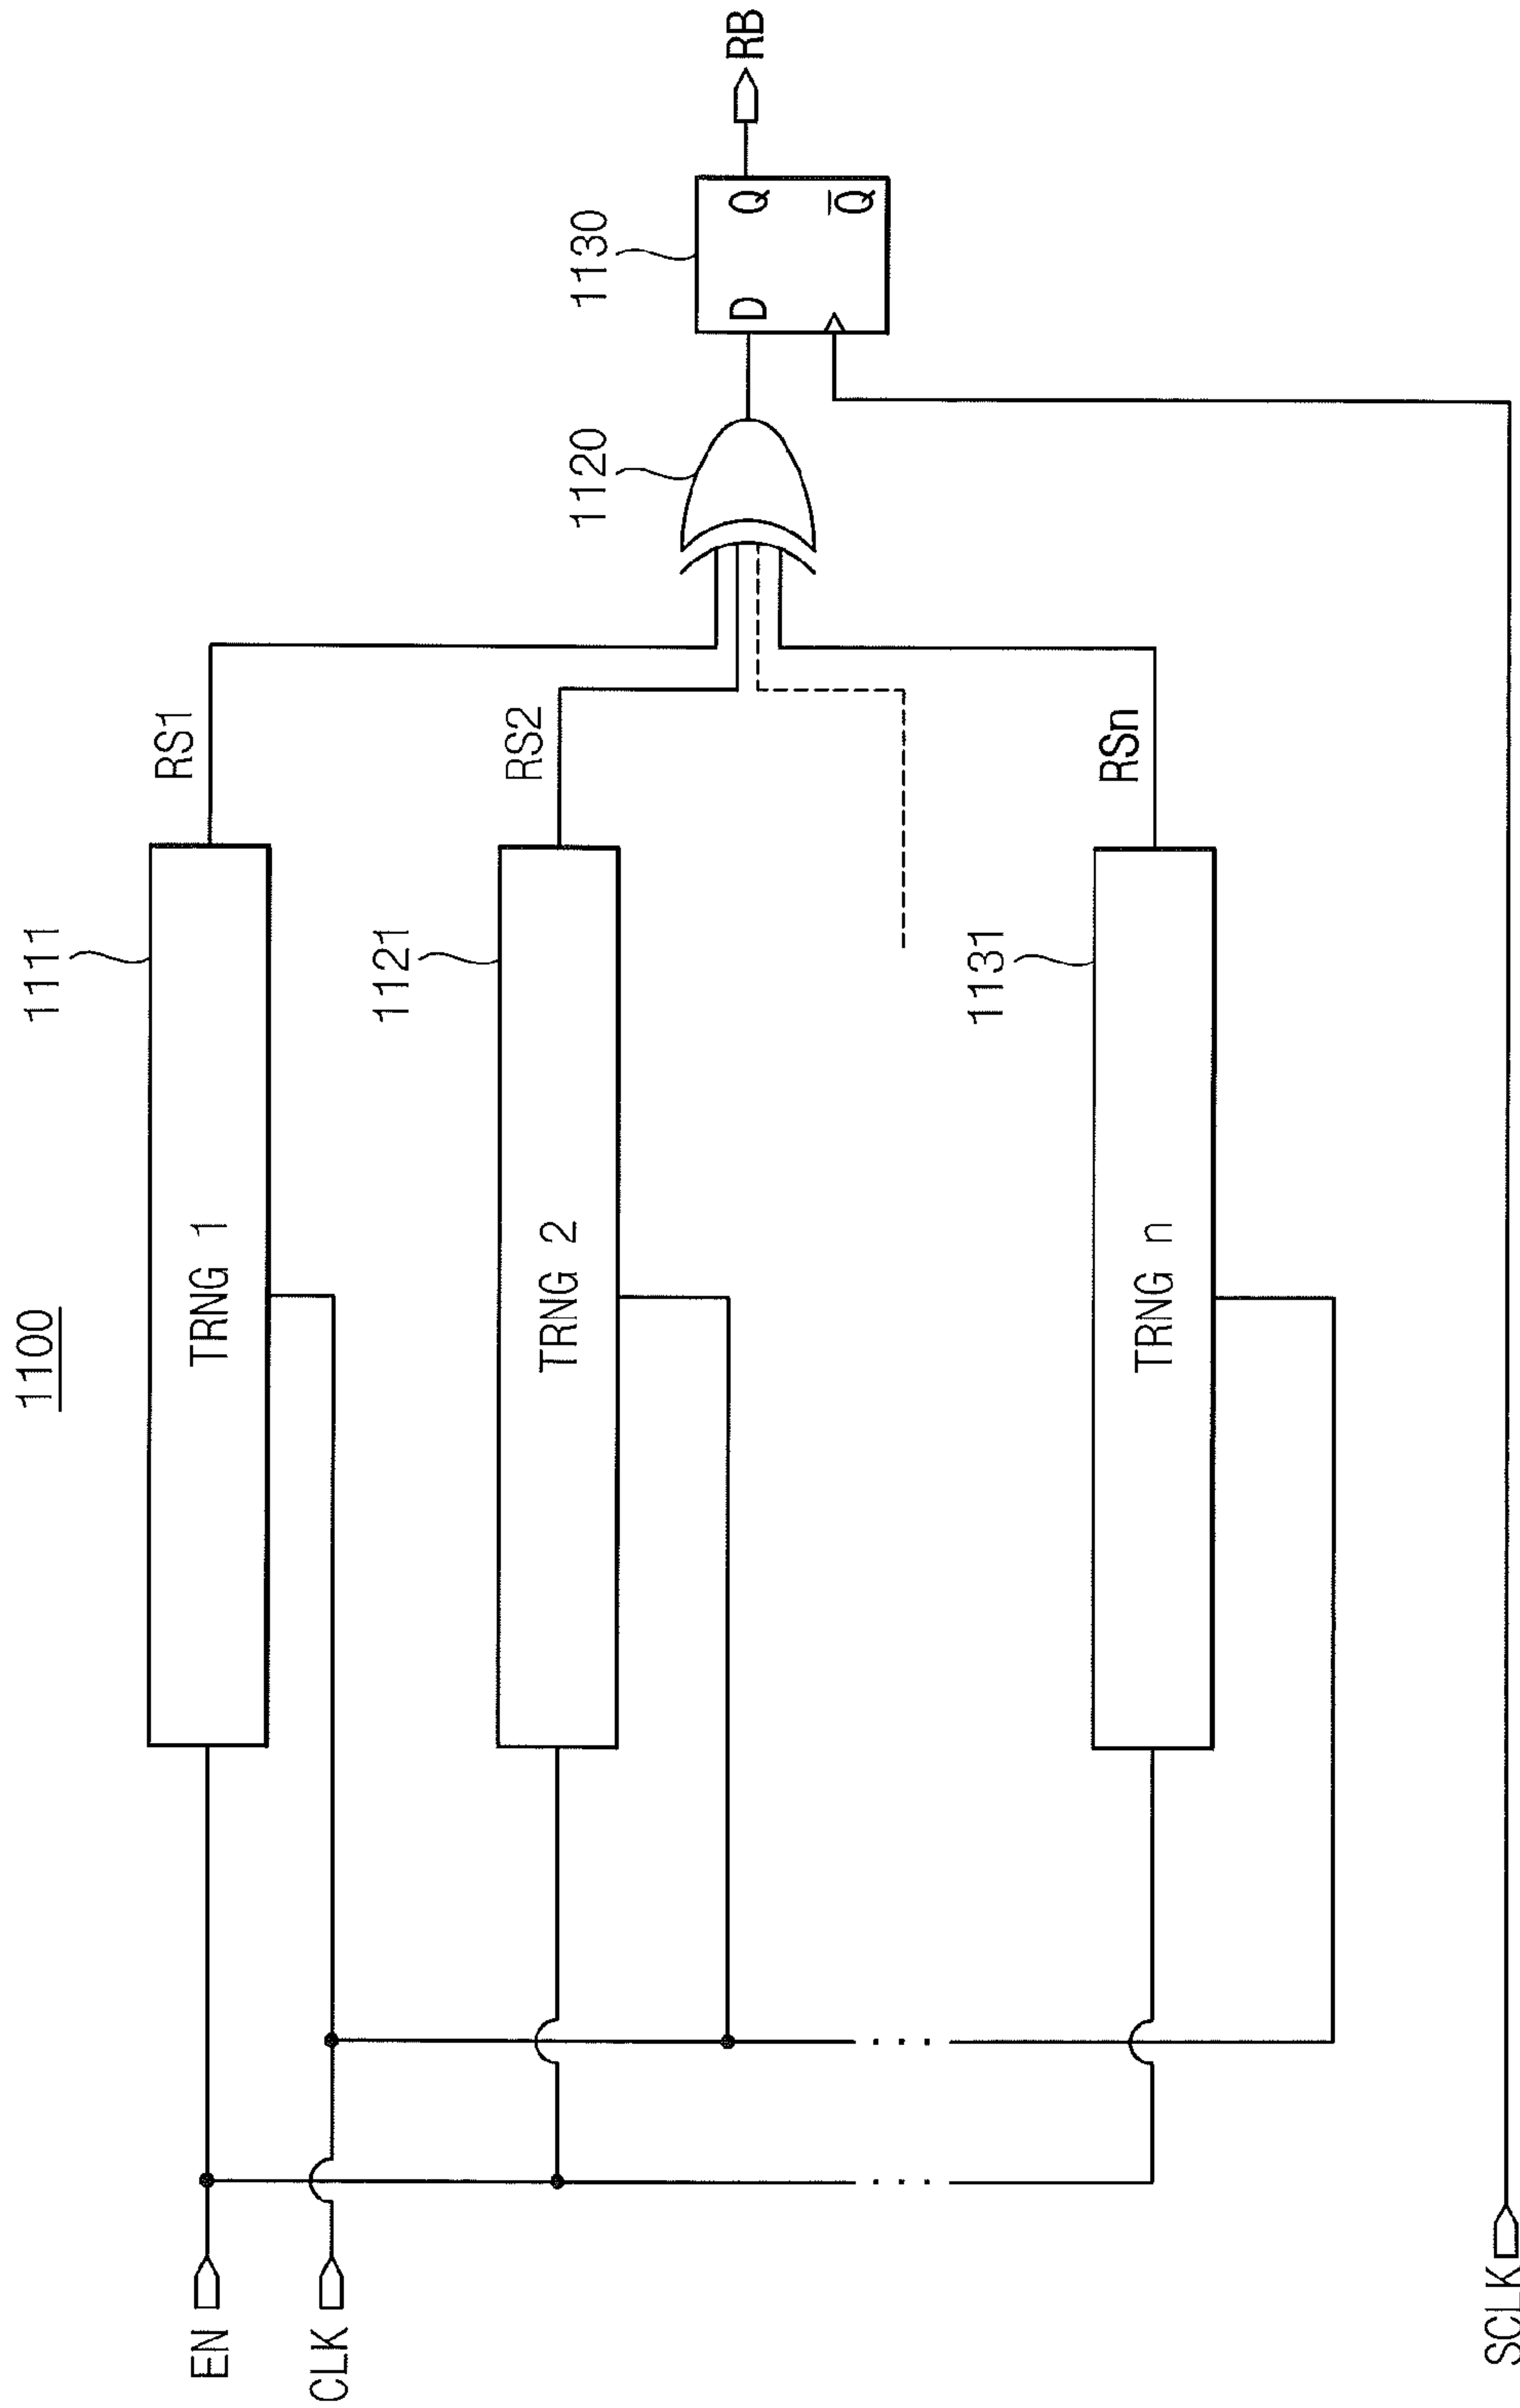 1100
1111
TRNG 1
RS1
EN
CLK
1121
TRNG 2
RS2
1120
1130
D
Q
Q̅
RB
. . .
. . .
1131
TRNG n
RSn
SCLK